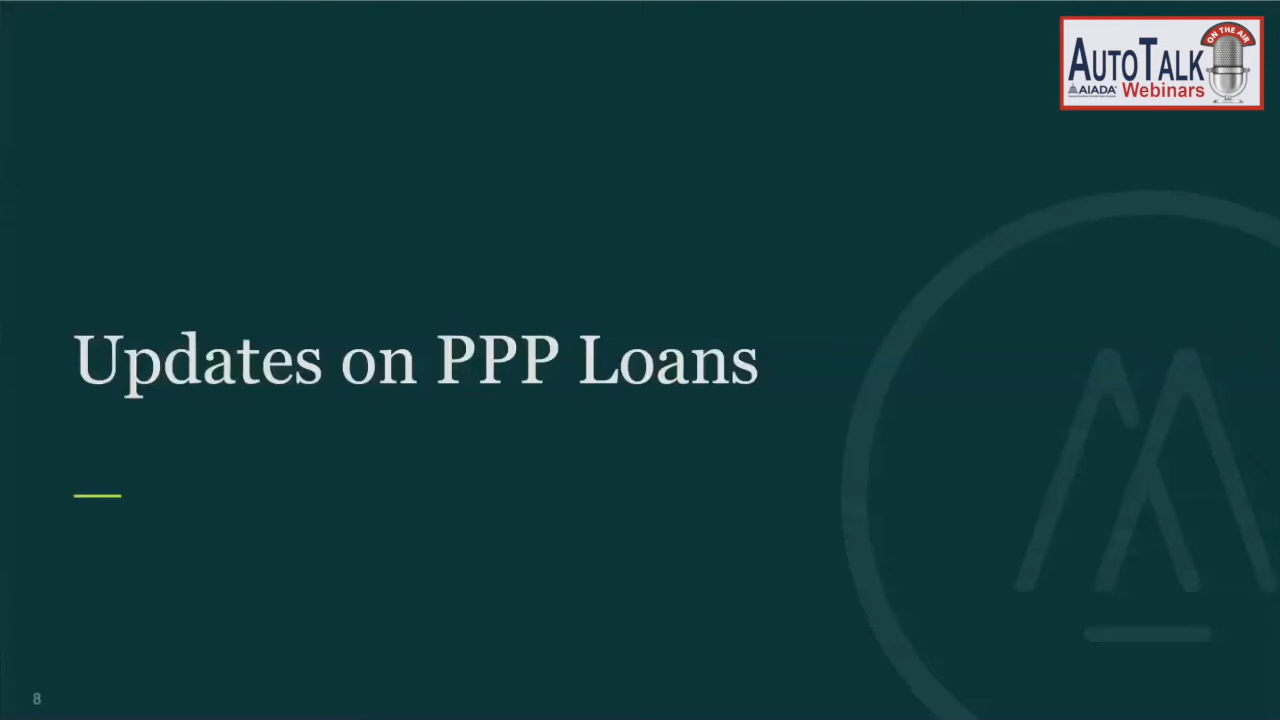 ON THE AIR
AUTOTALK
AIADA
Webinars
Updates on PPP Loans
8